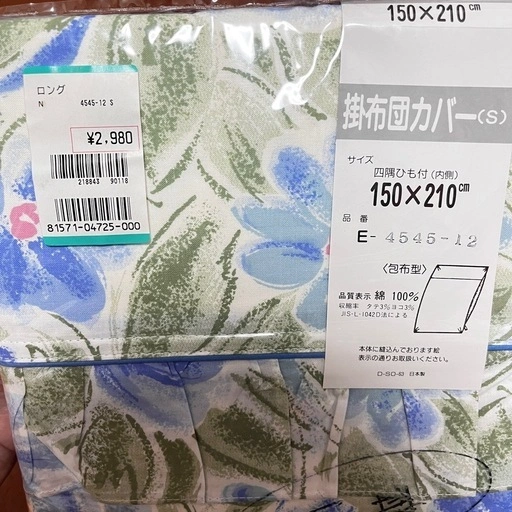 ロング
N 4545-12 S
¥2,980
218843 90118
81571-04725-000
150×210cm
掛布団カバー(S)
サイズ
四隅ひも付(内側)
150×210cm
品番
E-4545-12
〈包布型〉
品質表示 綿 100%
収縮率 タテ3%ヨコ3%
JIS-L-1042D法による
本体に縫込んでおります絵
表示の通りお取扱いください。
D-SO-63 日本製